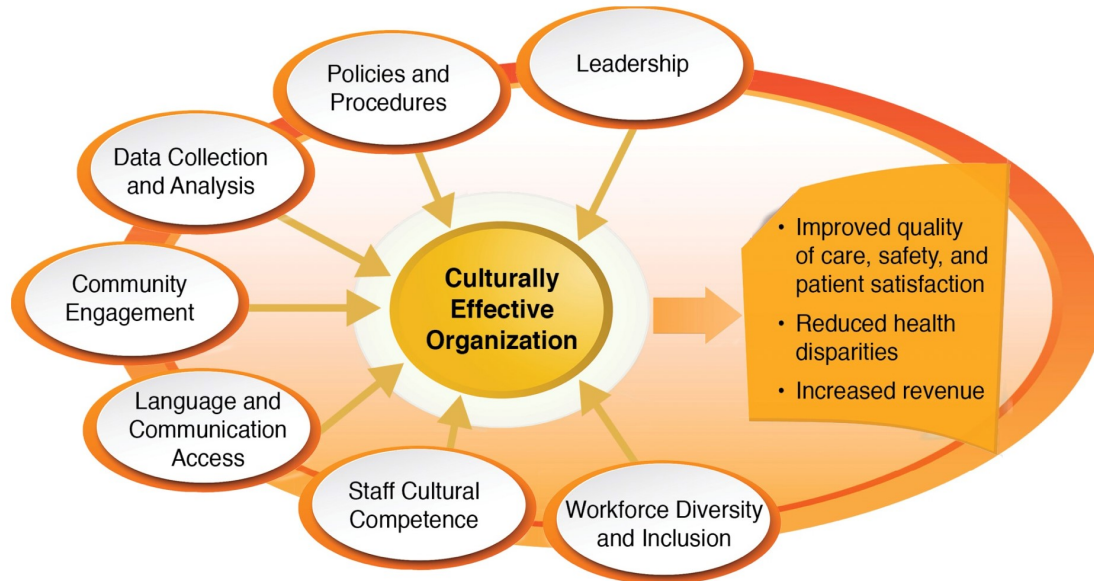 Leadership
Policies and
Procedures
Data Collection
and Analysis
Community
Engagement
Language and
Communication
Access
Staff Cultural
Competence
Workforce Diversity
and Inclusion
Culturally
Effective
Organization
• Improved quality
of care, safety, and
patient satisfaction
• Reduced health
disparities
• Increased revenue